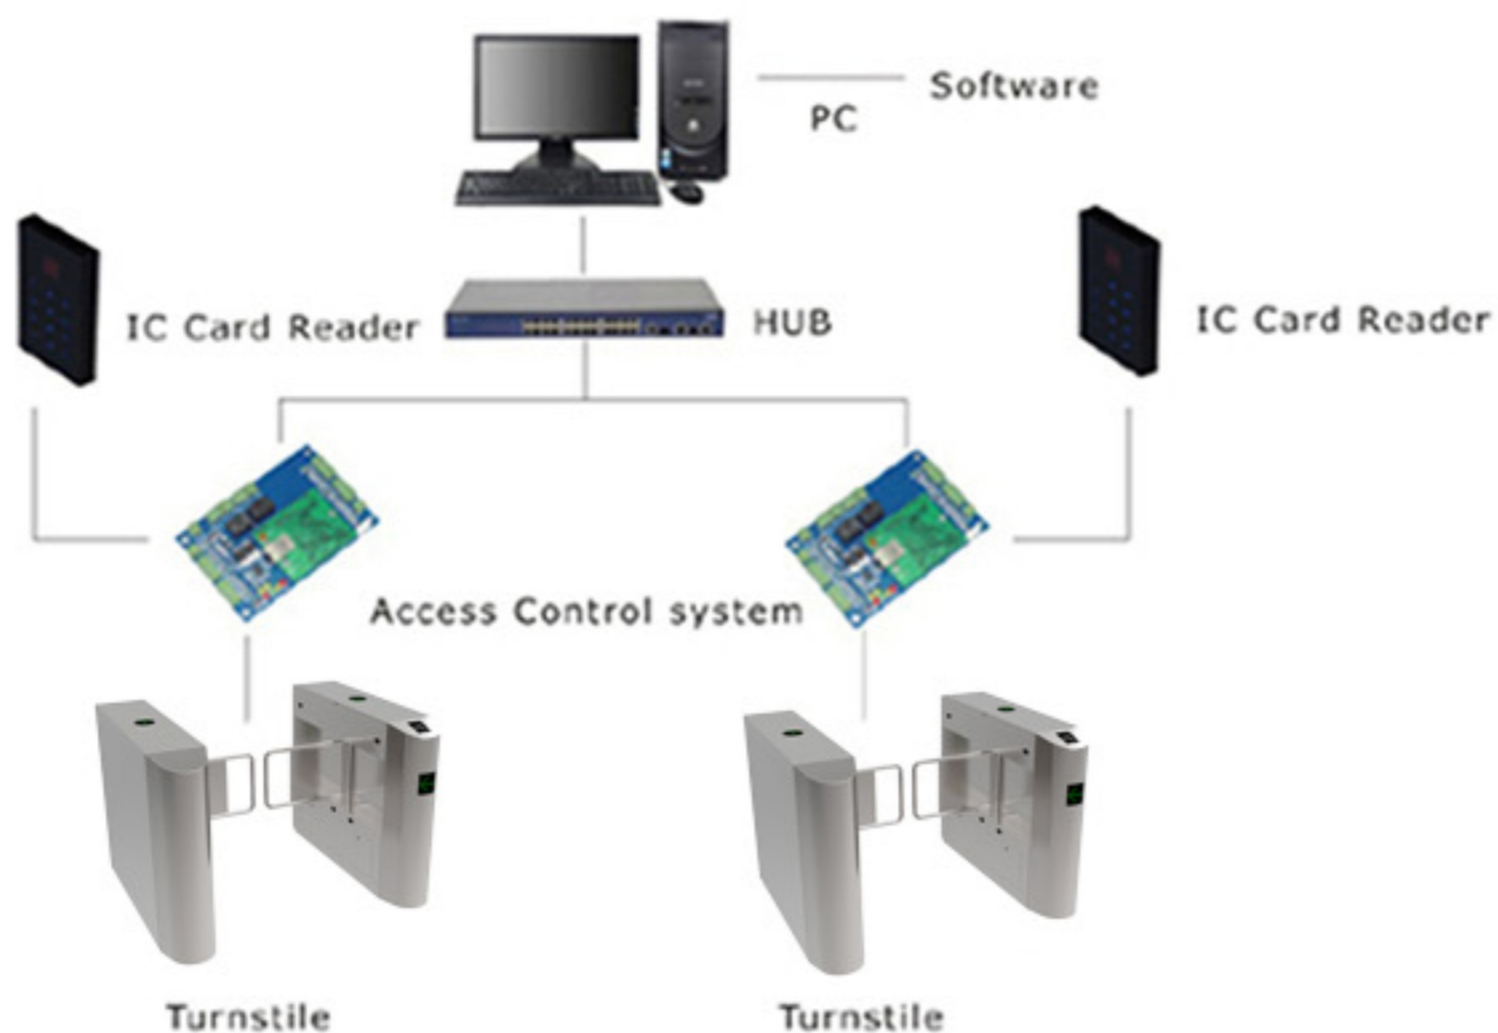 Software
PC
IC Card Reader
HUB
IC Card Reader
Access Control system
Turnstile
Turnstile